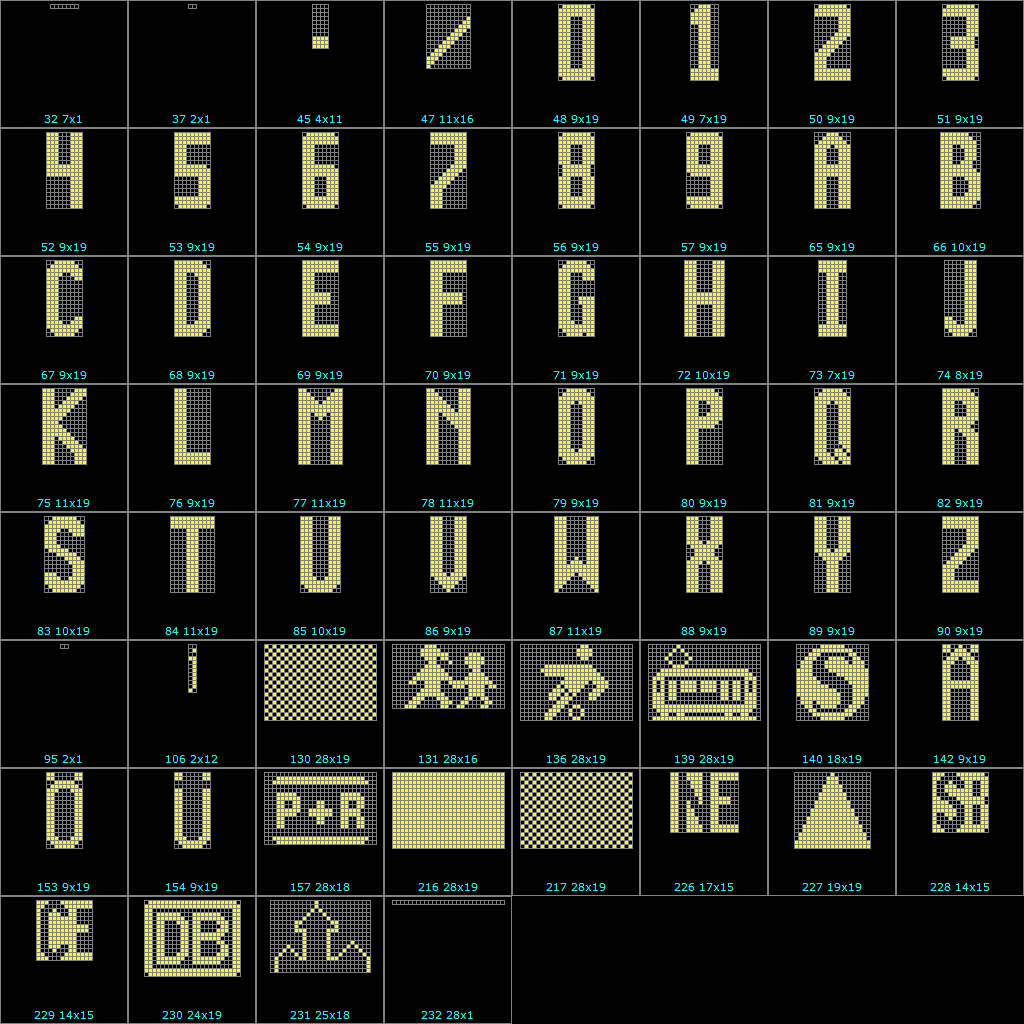 32 7x1 37 2x1 - 45 4x11 / 47 11x16 0 48 9x19 1 49 7x19 2 50 9x19 3 51 9x19
4 52 9x19 5 53 9x19 6 54 9x19 7 55 9x19 8 56 9x19 9 57 9x19 A 65 9x19 B 66 10x19
C 67 9x19 D 68 9x19 E 69 9x19 F 70 9x19 G 71 9x19 H 72 10x19 I 73 7x19 J 74 8x19
K 75 11x19 L 76 9x19 M 77 11x19 N 78 11x19 O 79 9x19 P 80 9x19 Q 81 9x19 R 82 9x19
S 83 10x19 T 84 11x19 U 85 10x19 V 86 9x19 W 87 11x19 X 88 9x19 Y 89 9x19 Z 90 9x19
95 2x1 106 2x12 130 28x19 131 28x16 136 28x19 139 28x19 S 140 18x19 Ä 142 9x19
Ö 153 9x19 Ü 154 9x19 P+R 157 28x18 216 28x19 217 28x19 NE 226 17x15 227 19x19 SB 228 14x15
229 14x15 DB 230 24x19 231 25x18 232 28x1